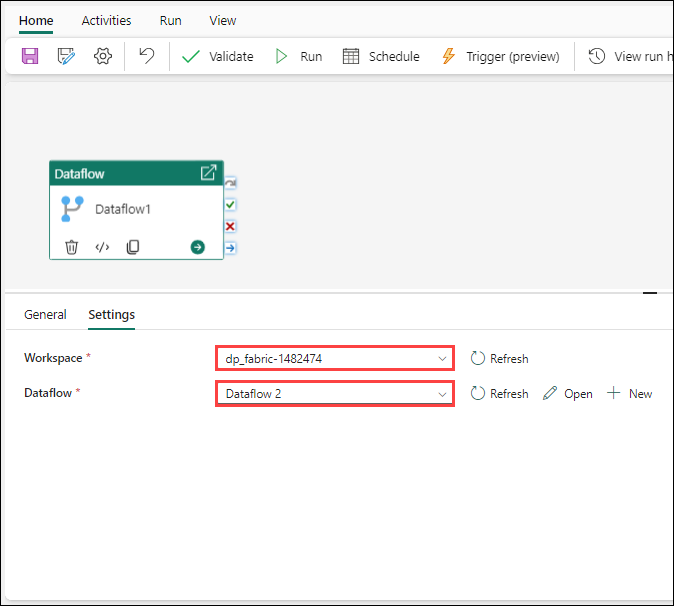 Home Activities Run View
Validate Run Schedule Trigger (preview) View run h
Dataflow
Dataflow1
</>
General Settings
Workspace * dp_fabric-1482474 Refresh
Dataflow * Dataflow 2 Refresh Open New